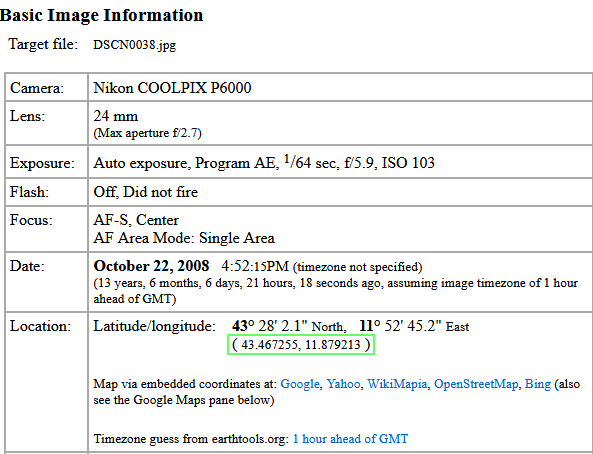 Basic Image Information
Target file: DSCN0038.jpg
Camera: Nikon COOLPIX P6000
Lens: 24 mm
(Max aperture f/2.7)
Exposure: Auto exposure, Program AE, 1/64 sec, f/5.9, ISO 103
Flash: Off, Did not fire
Focus: AF-S, Center
AF Area Mode: Single Area
Date: October 22, 2008 4:52:15PM (timezone not specified)
(13 years, 6 months, 6 days, 21 hours, 18 seconds ago, assuming image timezone of 1 hour
ahead of GMT)
Location: Latitude/longitude: 43° 28' 2.1" North, 11° 52' 45.2" East
( 43.467255, 11.879213 )
Map via embedded coordinates at: Google, Yahoo, WikiMapia, OpenStreetMap, Bing (also
see the Google Maps pane below)
Timezone guess from earthtools.org: 1 hour ahead of GMT